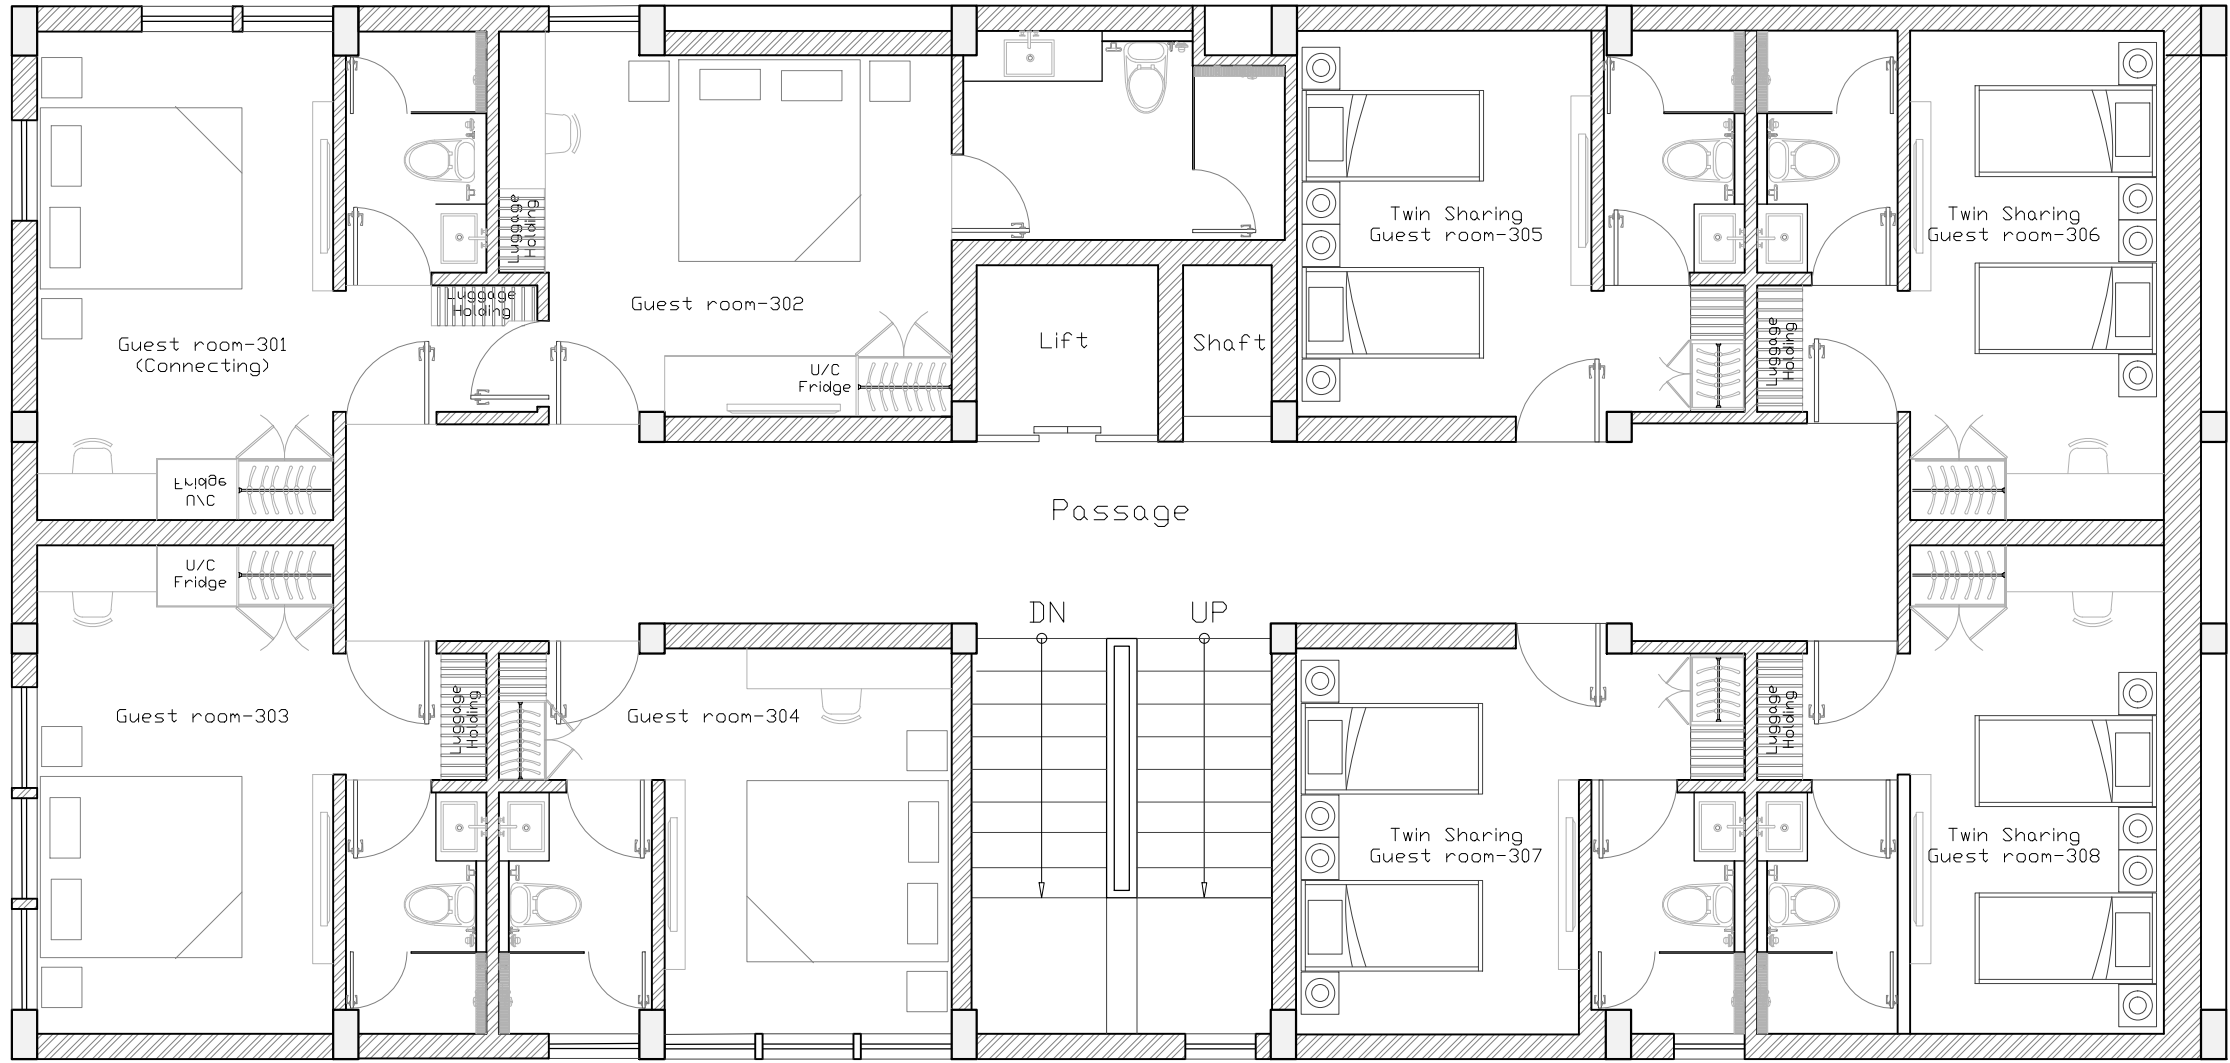 Luggage
Holding
Luggage
Holding
Guest room-301
(Connecting)
Guest room-302
U/C
Fridge
Lift
Shaft
Twin Sharing
Guest room-305
Twin Sharing
Guest room-306
Luggage
Holding
U/C
Fridge
Passage
U/C
Fridge
DN
UP
Guest room-303
Luggage
Holding
Guest room-304
Luggage
Holding
Twin Sharing
Guest room-307
Twin Sharing
Guest room-308